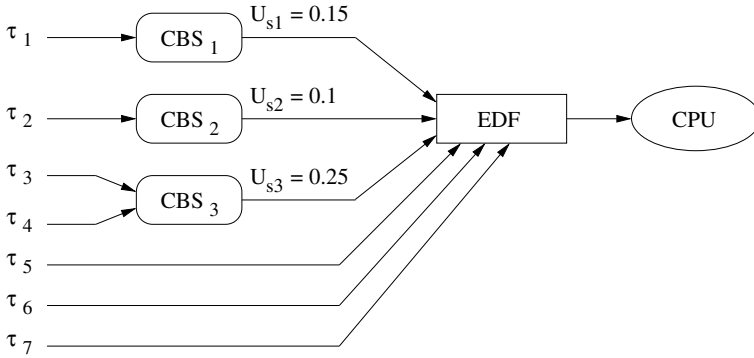 τ 1 CBS 1 U s1 = 0.15
τ 2 CBS 2 U s2 = 0.1 EDF CPU
τ 3 CBS 3 U s3 = 0.25
τ 4
τ 5
τ 6
τ 7